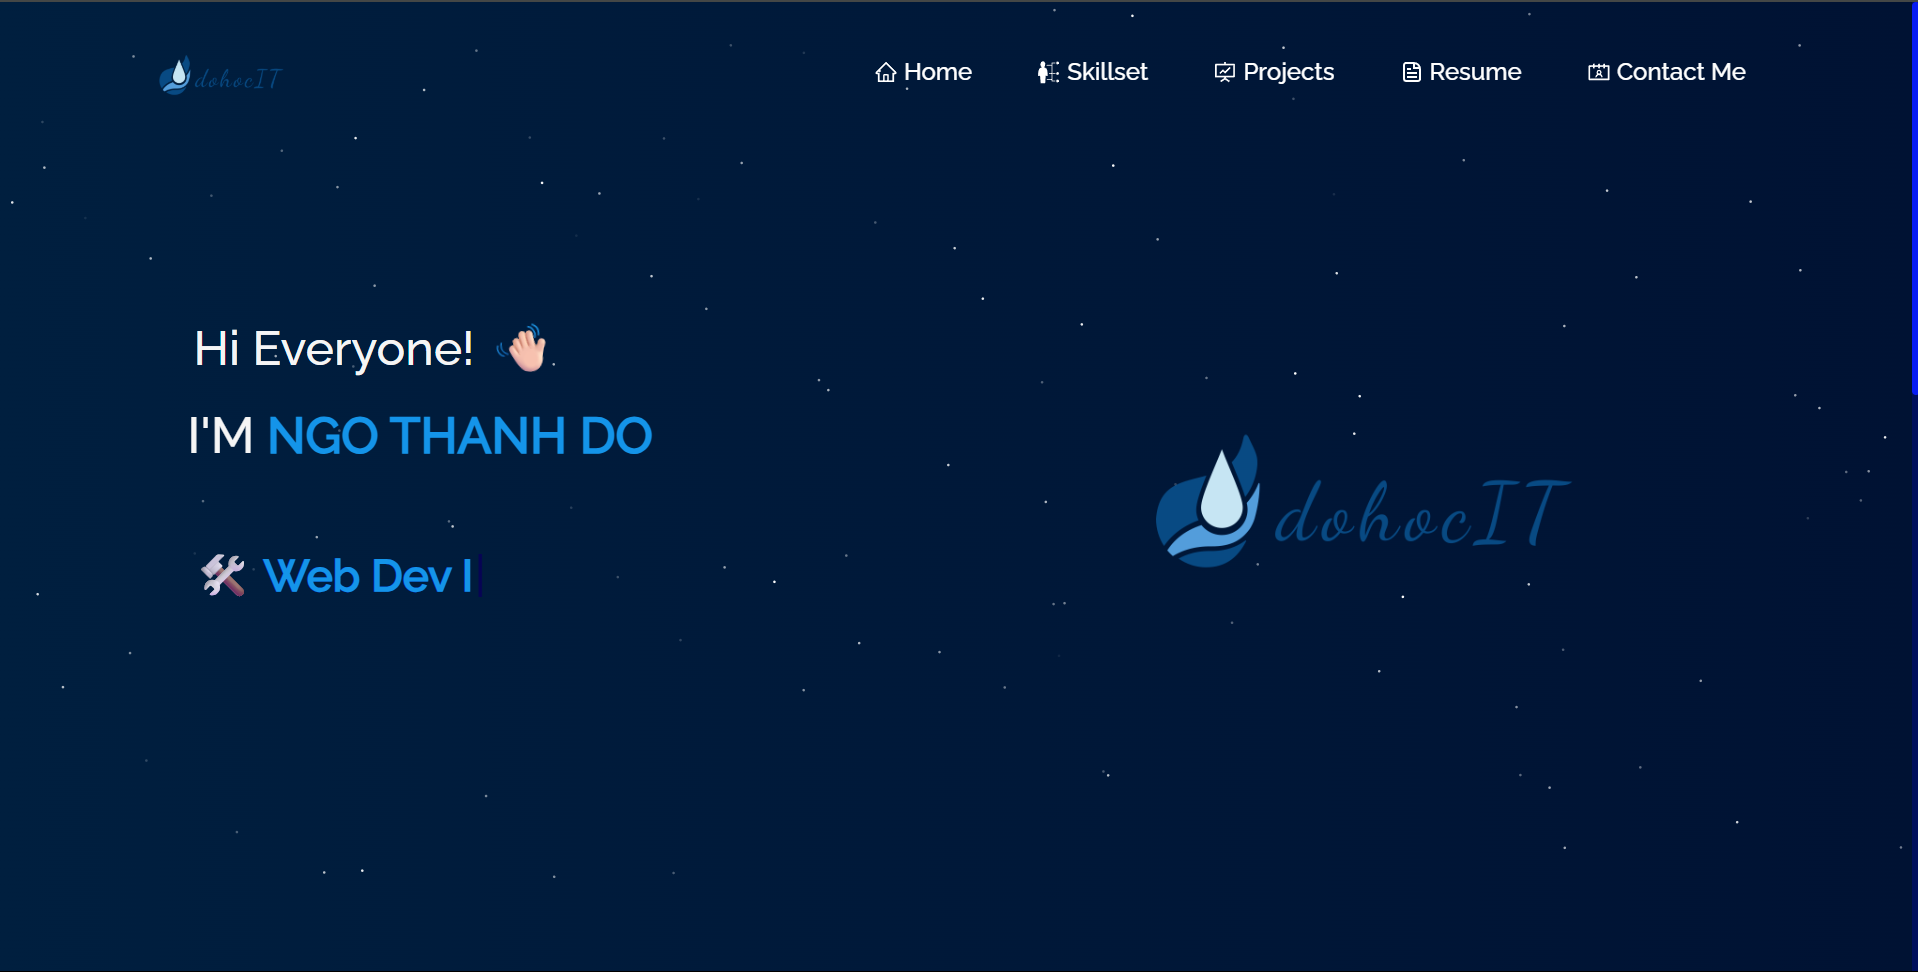 dohocIT
Home Skillset Projects Resume Contact Me
Hi Everyone! 👋🏻
I'M NGO THANH DO
dohocIT
🛠️ Web Dev I